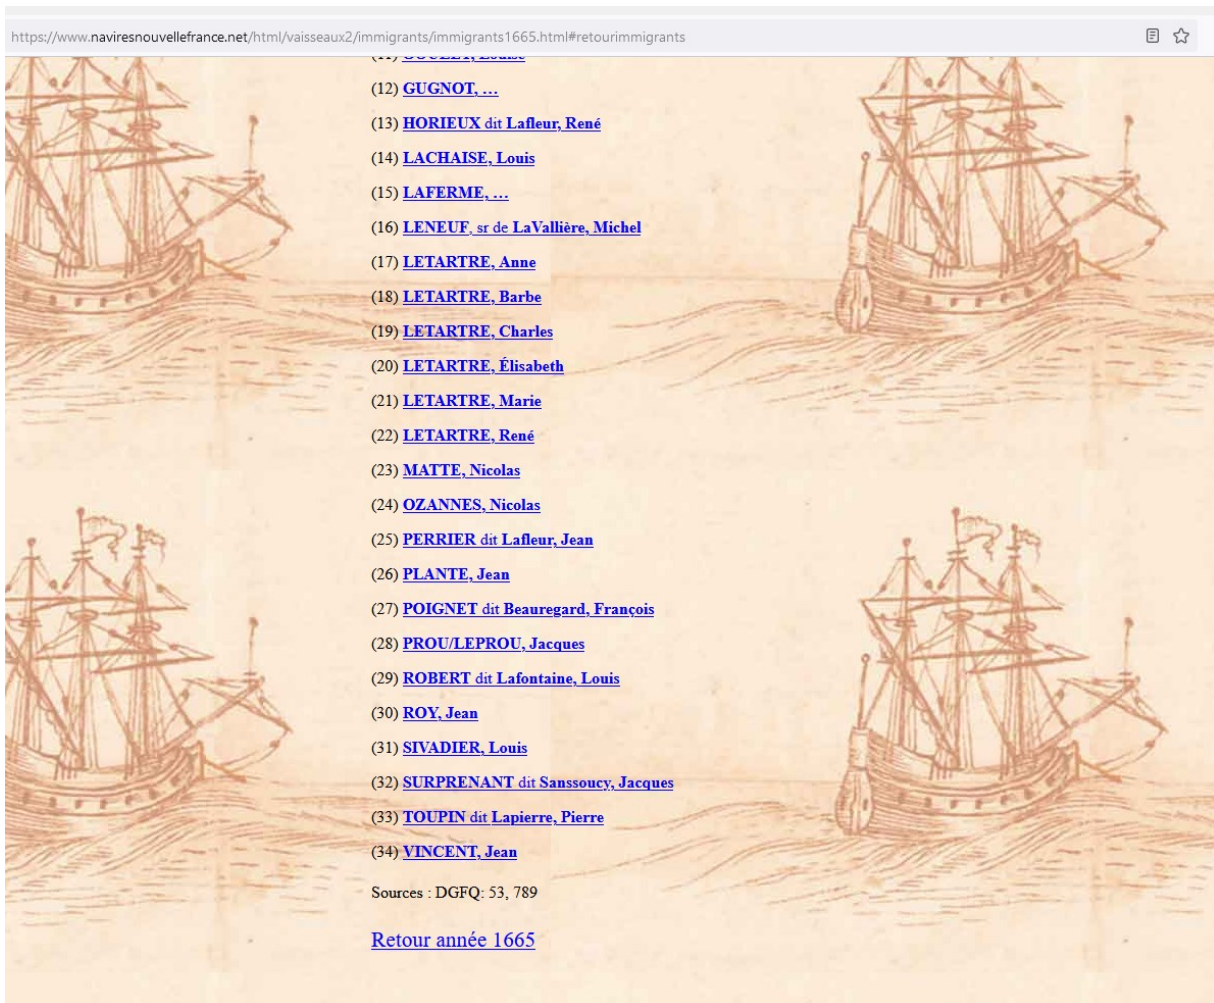 https://www.naviresnouvellefrance.net/html/vaisseaux2/immigrants/immigrants1665.html#retourimmigrants
(12) GUGNOT, …
(13) HORIEUX dit Lafleur, René
(14) LACHAISE, Louis
(15) LAFERME, …
(16) LENEUF, sr de LaVallière, Michel
(17) LETARTRE, Anne
(18) LETARTRE, Barbe
(19) LETARTRE, Charles
(20) LETARTRE, Élisabeth
(21) LETARTRE, Marie
(22) LETARTRE, René
(23) MATTE, Nicolas
(24) OZANNES, Nicolas
(25) PERRIER dit Lafleur, Jean
(26) PLANTE, Jean
(27) POIGNET dit Beauregard, François
(28) PROU/LEPROU, Jacques
(29) ROBERT dit Lafontaine, Louis
(30) ROY, Jean
(31) SIVADIER, Louis
(32) SURPRENANT dit Sanssoucy, Jacques
(33) TOUPIN dit Lapierre, Pierre
(34) VINCENT, Jean
Sources : DGFQ: 53, 789
Retour année 1665